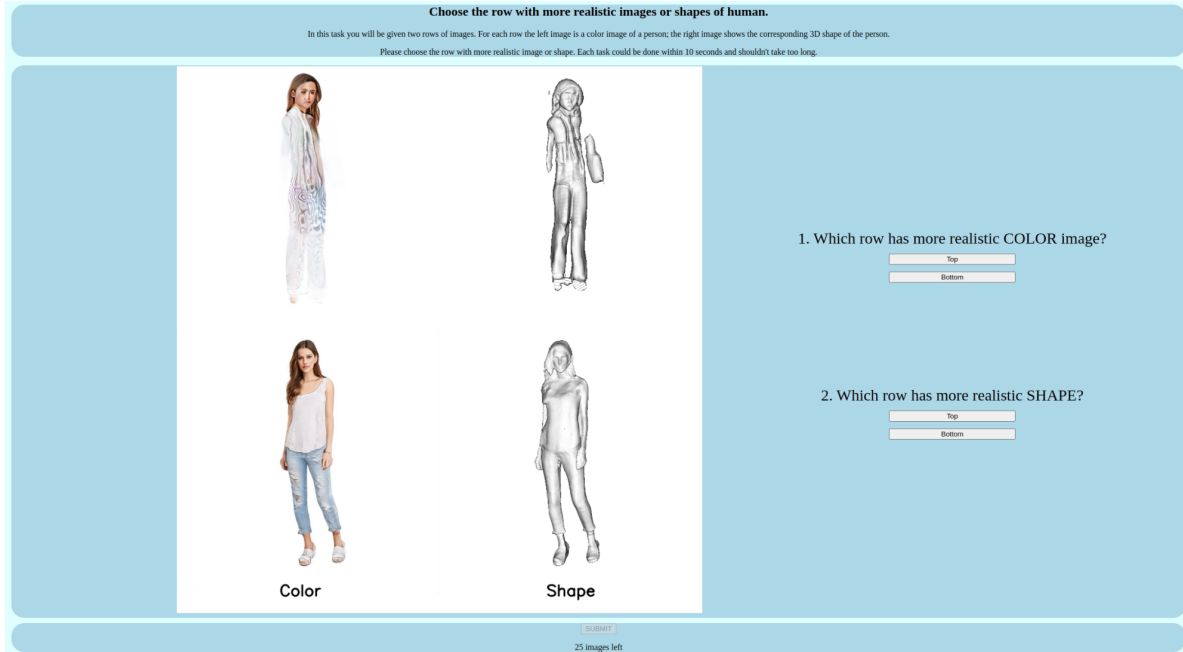 Choose the row with more realistic images or shapes of human.
In this task you will be given two rows of images. For each row the left image is a color image of a person; the right image shows the corresponding 3D shape of the person.
Please choose the row with more realistic image or shape. Each task could be done within 10 seconds and shouldn't take too long.
1. Which row has more realistic COLOR image?
Top
Bottom
2. Which row has more realistic SHAPE?
Top
Bottom
Color Shape
SUBMIT
25 images left